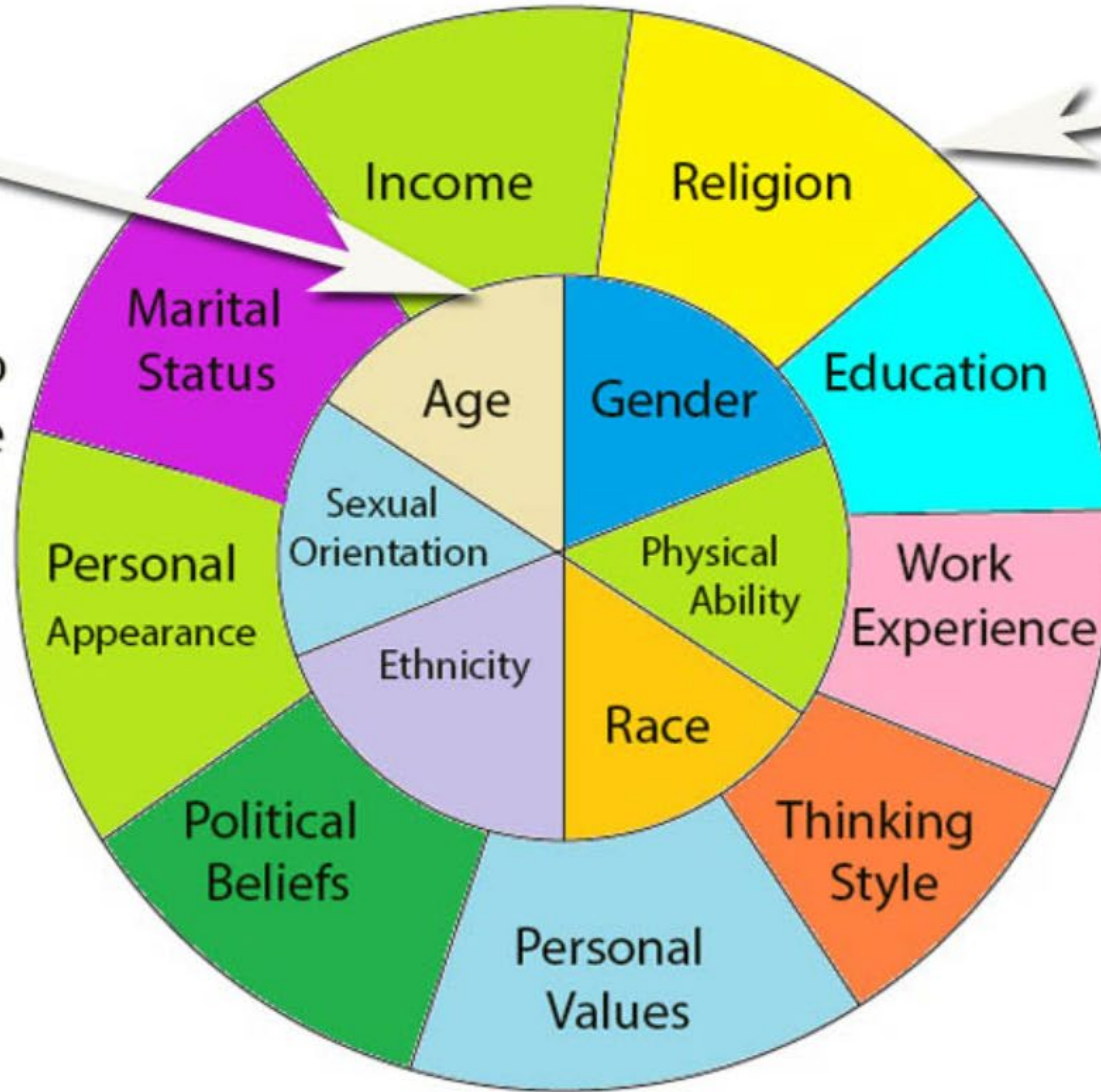 Income
Religion
Marital
Status
Education
Age
Gender
Sexual
Orientation
Physical
Ability
Personal
Appearance
Work
Experience
Ethnicity
Race
Political
Beliefs
Thinking
Style
Personal
Values